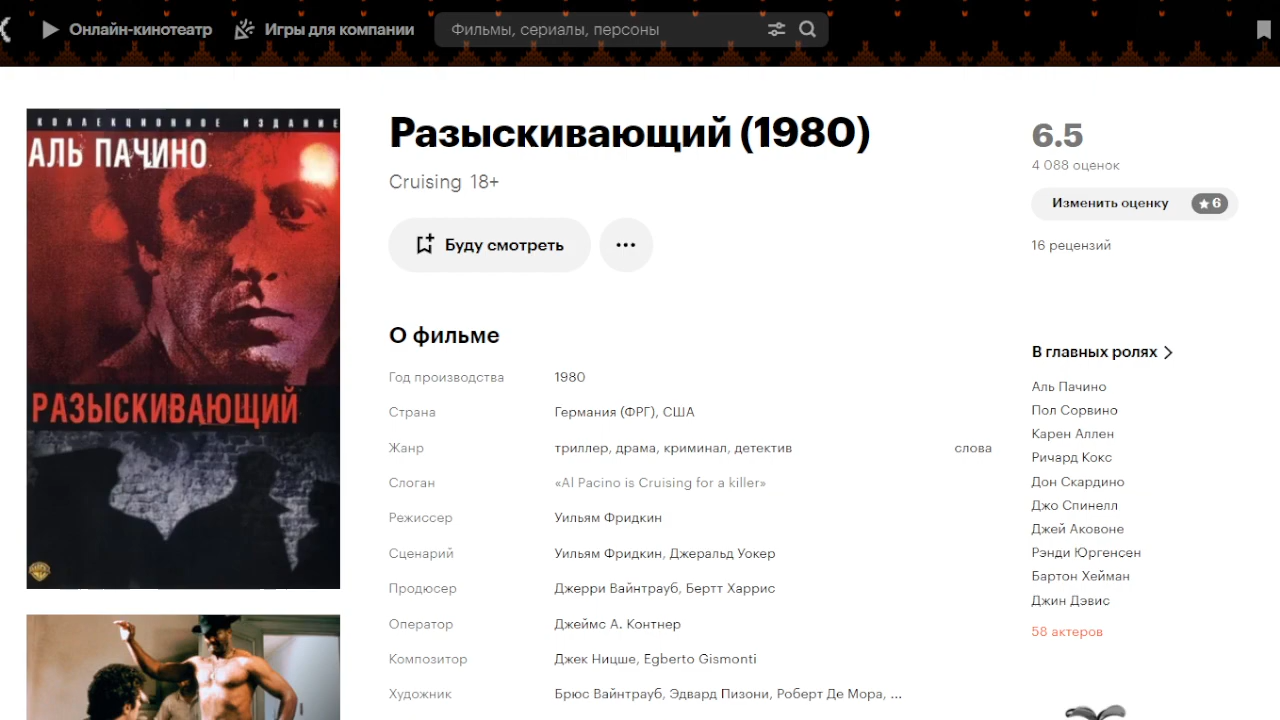 Онлайн-кинотеатр
Игры для компании
Фильмы, сериалы, персоны
КОЛЛЕКЦИОННОЕ ИЗДАНИЕ
АЛЬ ПАЧИНО
РАЗЫСКИВАЮЩИЙ
Разыскивающий (1980)
Cruising 18+
Буду смотреть
О фильме
Год производства 1980
Страна Германия (ФРГ), США
Жанр триллер, драма, криминал, детектив слова
Слоган «Al Pacino is Cruising for a killer»
Режиссер Уильям Фридкин
Сценарий Уильям Фридкин, Джеральд Уокер
Продюсер Джерри Вайнтрауб, Бертт Харрис
Оператор Джеймс А. Контнер
Композитор Джек Ницше, Egberto Gismonti
Художник Брюс Вайнтрауб, Эдвард Пизони, Роберт Де Мора, ...
6.5
4 088 оценок
Изменить оценку 6
16 рецензий
В главных ролях
Аль Пачино
Пол Сорвино
Карен Аллен
Ричард Кокс
Дон Скардино
Джо Спинелл
Джей Аковоне
Рэнди Юргенсен
Бартон Хейман
Джин Дэвис
58 актеров